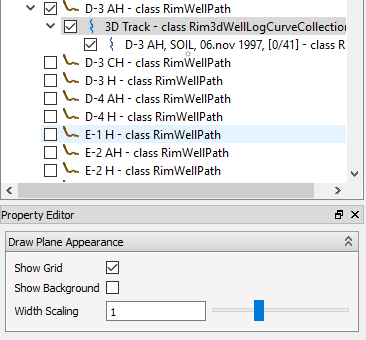 D-3 AH - class RimWellPath
3D Track - class Rim3dWellLogCurveCollection
D-3 AH, SOIL, 06.nov 1997, [0/41] - class R
D-3 CH - class RimWellPath
D-3 H - class RimWellPath
D-4 AH - class RimWellPath
D-4 H - class RimWellPath
E-1 H - class RimWellPath
E-2 AH - class RimWellPath
E-2 H - class RimWellPath
Property Editor
Draw Plane Appearance
Show Grid
Show Background
Width Scaling 1